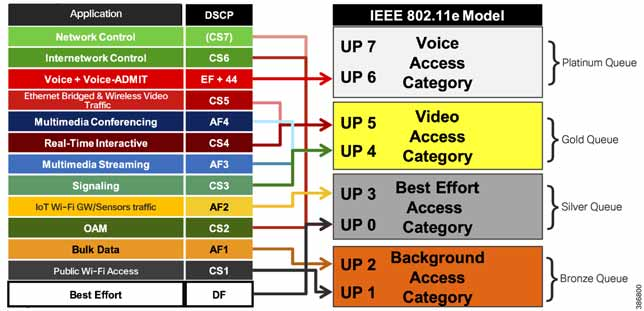 Application DSCP IEEE 802.11e Model
Network Control (CS7)
Internetwork Control CS6
Voice + Voice-ADMIT EF + 44
Ethernet Bridged & Wireless Video
Traffic CS5
Multimedia Conferencing AF4
Real-Time Interactive CS4
Multimedia Streaming AF3
Signaling CS3
IoT Wi-Fi GW/Sensors traffic AF2
OAM CS2
Bulk Data AF1
Public Wi-Fi Access CS1
Best Effort DF
UP 7 Voice
Access
UP 6 Category
Platinum Queue
UP 5 Video
Access
UP 4 Category
Gold Queue
UP 3 Best Effort
Access
UP 0 Category
Silver Queue
UP 2 Background
Access
UP 1 Category
Bronze Queue
386800